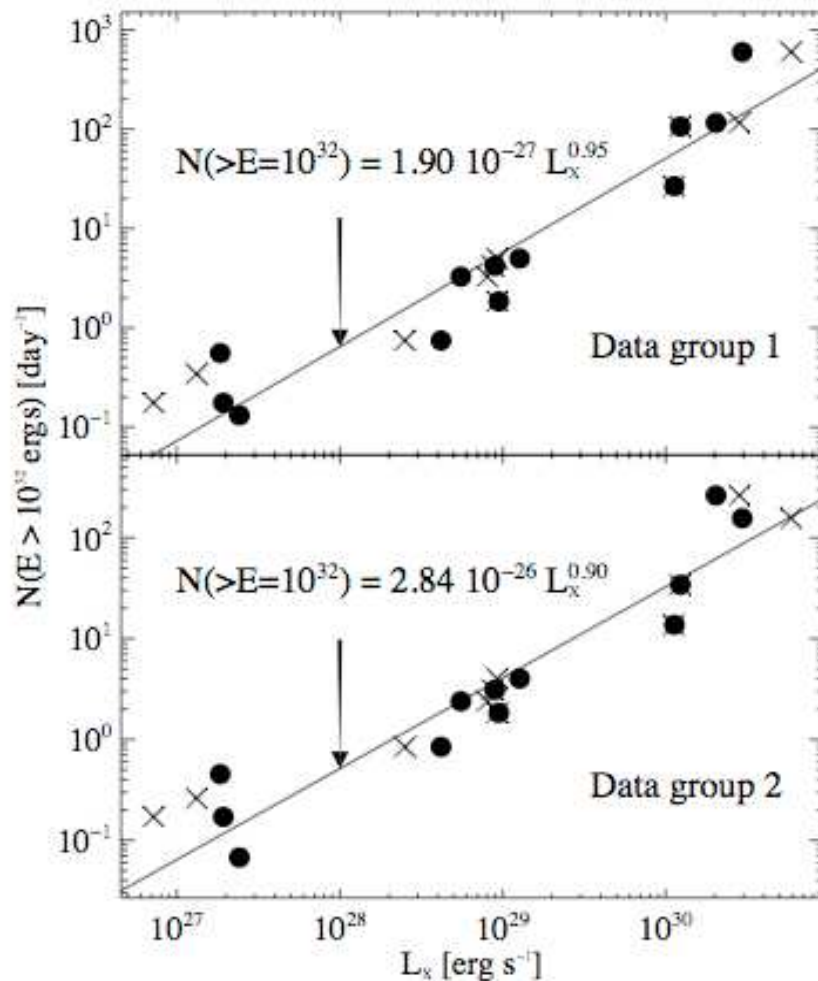 10³
10²
N(>E=10³²) = 1.90 10⁻²⁷ Lₓ^0.95
10¹
10⁰
Data group 1
10⁻¹
N(E > 10³² ergs) [day⁻¹]
10²
N(>E=10³²) = 2.84 10⁻²⁶ Lₓ^0.90
10¹
10⁰
Data group 2
10⁻¹
10²⁷ 10²⁸ 10²⁹ 10³⁰
Lₓ [erg s⁻¹]